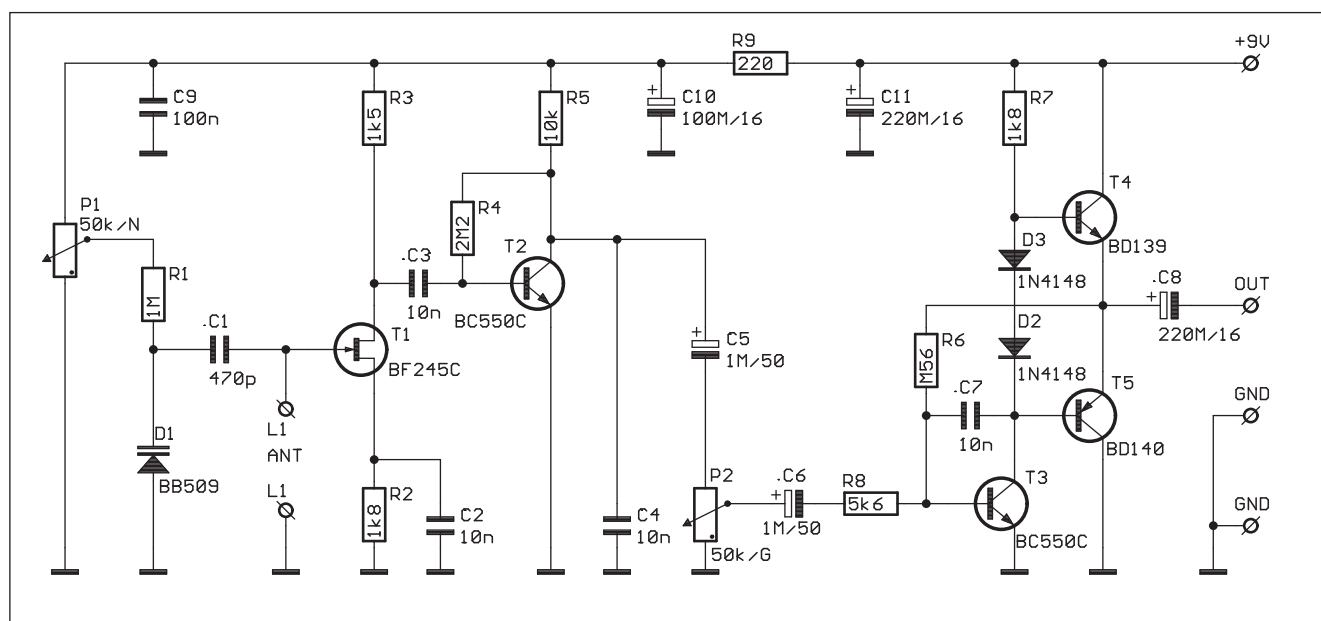 R9
220
+9V
C9
100n
R3
1k5
R5
10k
+
C10
100M/16
+
C11
220M/16
R7
1k8
P1
50k/N
R4
2M2
T4
BD139
R1
1M
.C3
10n
T2
BC550C
D3
1N4148
+
.C8
220M/16
OUT
.C1
470p
T1
BF245C
+
C5
1M/50
R6
M56
D2
1N4148
L1
ANT
.C7
10n
T5
BD140
GND
D1
BB509
L1
R2
1k8
C2
10n
C4
10n
P2
50k/G
+
.C6
1M/50
R8
5k6
T3
BC550C
GND